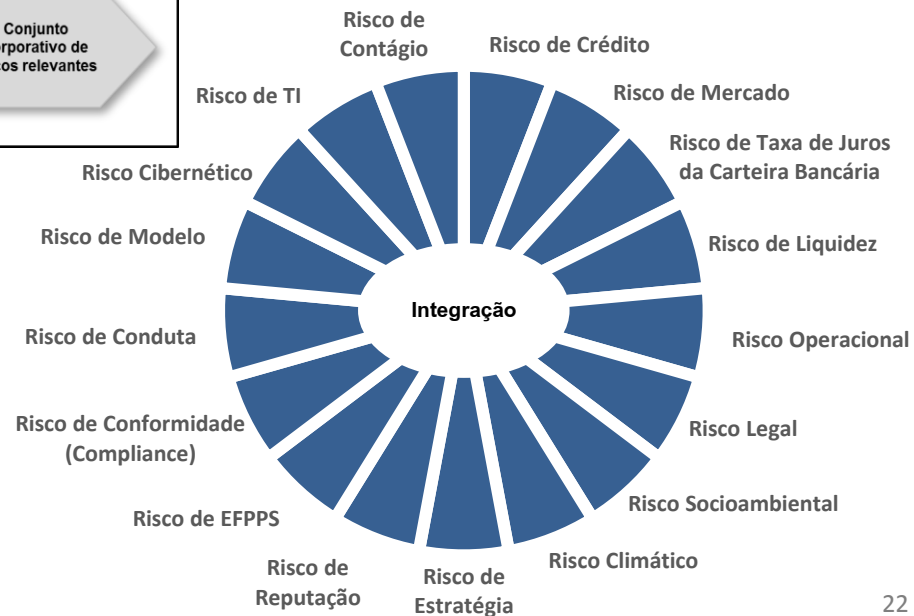 Conjunto
de
relevantes
Risco de
Contágio
Risco de Crédito
Risco de Mercado
Risco de Taxa de Juros
da Carteira Bancária
Risco de Liquidez
Risco Operacional
Risco Legal
Risco Socioambiental
Risco Climático
Risco de
Estratégia
Risco de
Reputação
Risco de EFPPS
Risco de Conformidade
(Compliance)
Risco de Conduta
Risco de Modelo
Risco Cibernético
Risco de TI
Integração
22